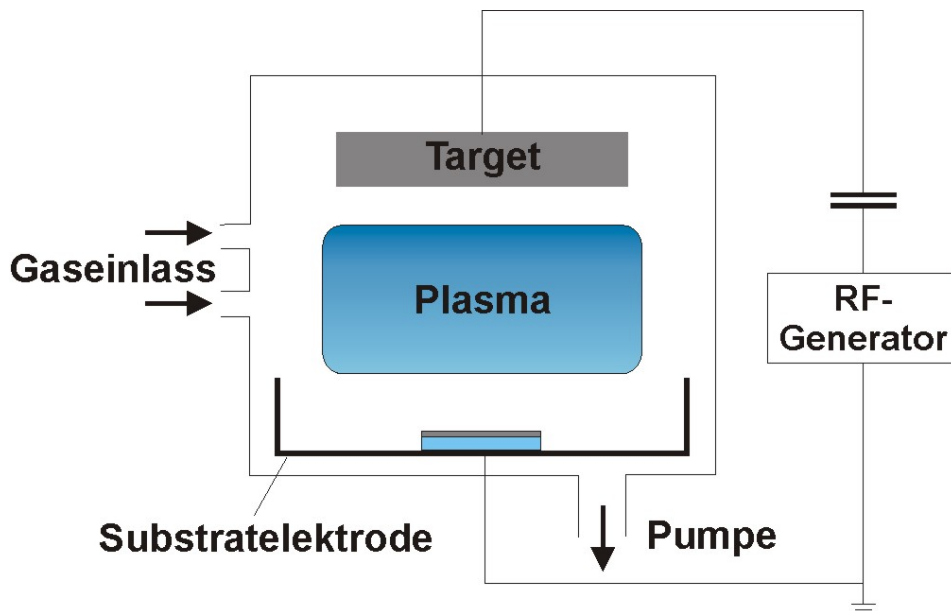 Target
Gaseinlass
Plasma
RF-
Generator
Substratelektrode
Pumpe